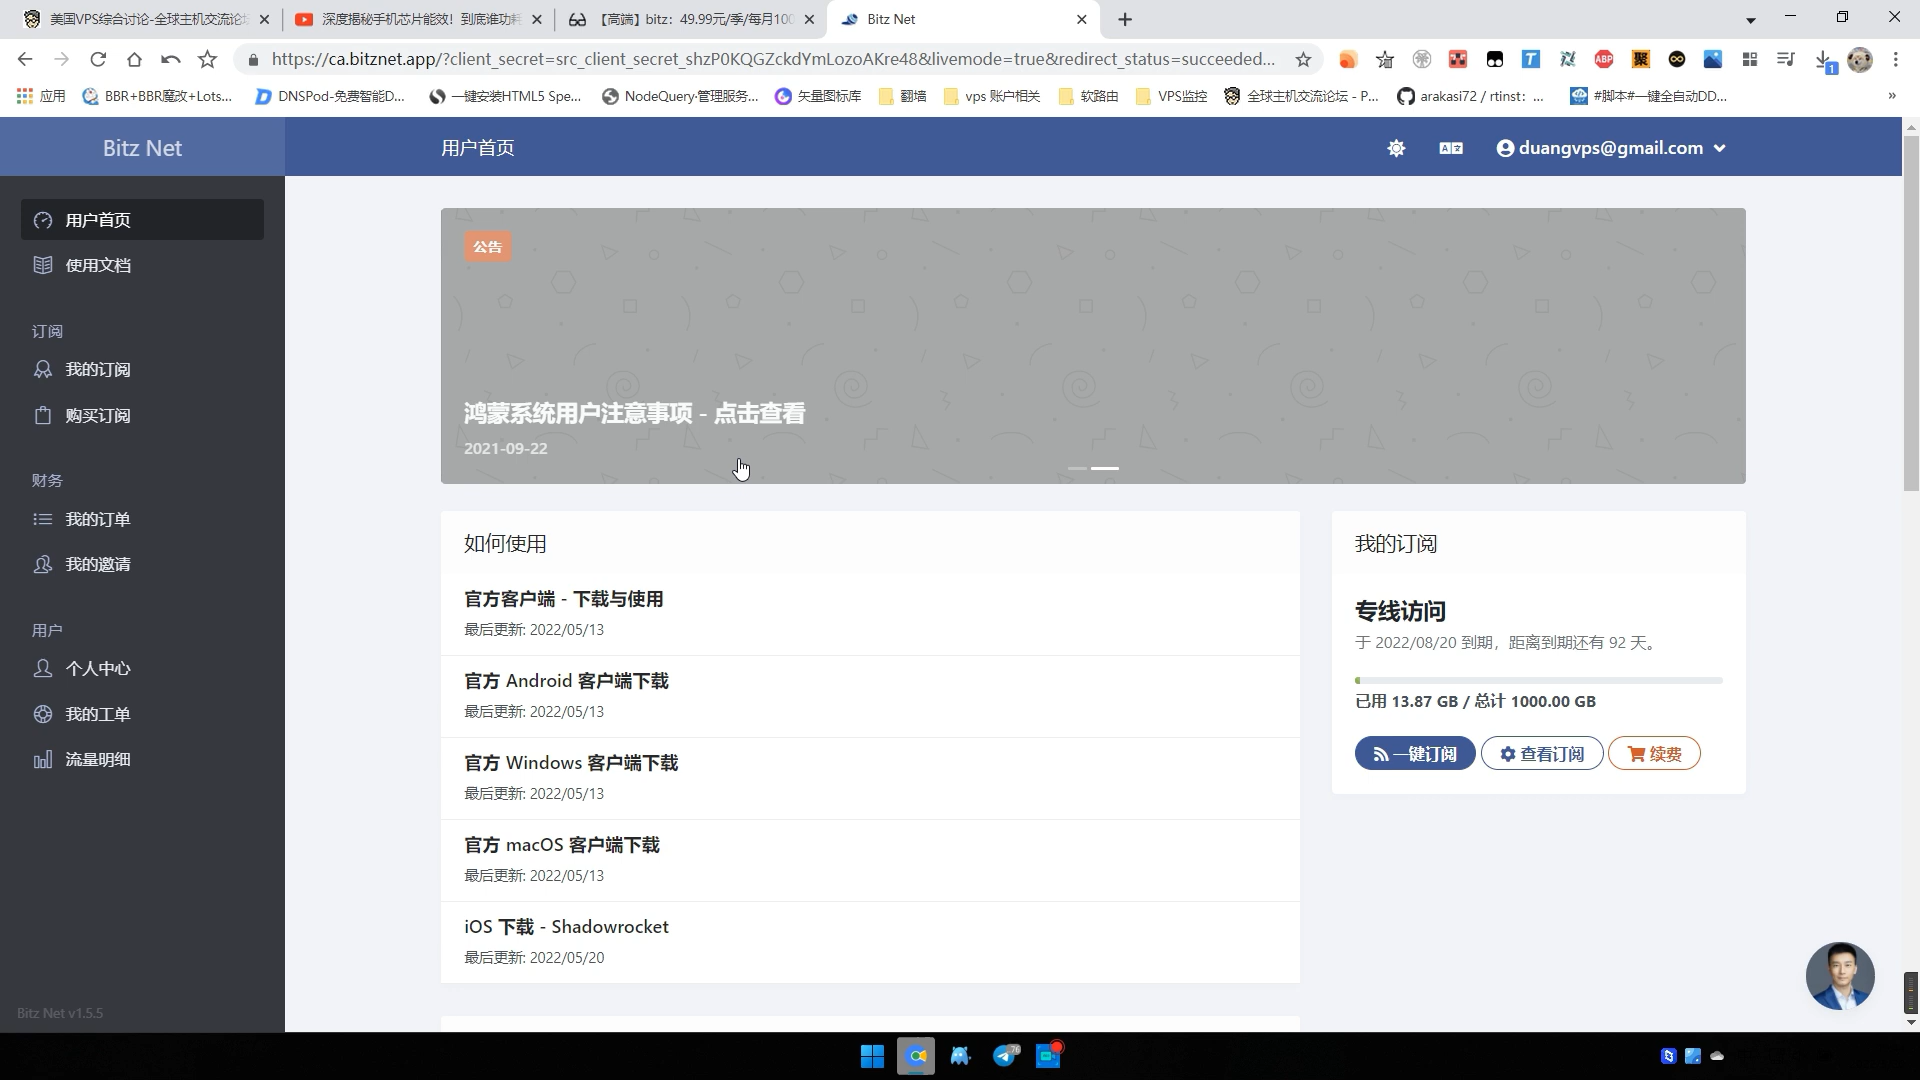 美国VPS综合讨论-全球主机交流论坛
深度揭秘手机芯片能效！到底谁功耗
【高端】bitz：49.99元/季/每月100
Bitz Net
https://ca.bitznet.app/?client_secret=src_client_secret_shzP0KQGZckdYmLozoAKre48&livemode=true&redirect_status=succeeded...
应用
BBR+BBR魔改+Lots...
DNSPod-免费智能D...
一键安装HTML5 Spe...
NodeQuery·管理服务...
矢量图标库
翻墙
vps 账户相关
软路由
VPS监控
全球主机交流论坛 - P...
arakasi72 / rtinst: ...
#脚本#一键全自动DD...
»
Bitz Net
用户首页
duangvps@gmail.com
用户首页
使用文档
订阅
我的订阅
购买订阅
财务
我的订单
我的邀请
用户
个人中心
我的工单
流量明细
Bitz Net v1.5.5
公告
鸿蒙系统用户注意事项 - 点击查看
2021-09-22
如何使用
官方客户端 - 下载与使用
最后更新: 2022/05/13
官方 Android 客户端下载
最后更新: 2022/05/13
官方 Windows 客户端下载
最后更新: 2022/05/13
官方 macOS 客户端下载
最后更新: 2022/05/13
iOS 下载 - Shadowrocket
最后更新: 2022/05/20
我的订阅
专线访问
于 2022/08/20 到期，距离到期还有 92 天。
已用 13.87 GB / 总计 1000.00 GB
一键订阅
查看订阅
续费